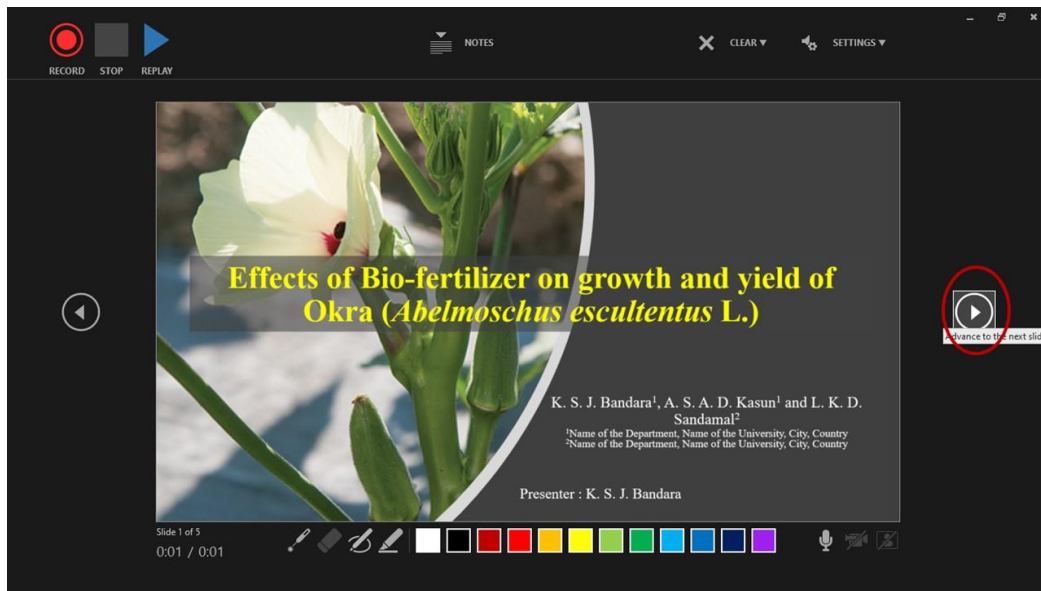 NOTES
CLEAR
SETTINGS
RECORD STOP REPLAY
Effects of Bio-fertilizer on growth and yield of
Okra (Abelmoschus escultentus L.)
Advance to the next slid
K. S. J. Bandara¹, A. S. A. D. Kasun¹ and L. K. D.
Sandamal²
¹Name of the Department, Name of the University, City, Country
²Name of the Department, Name of the University, City, Country
Presenter : K. S. J. Bandara
Slide 1 of 5
0:01 / 0:01